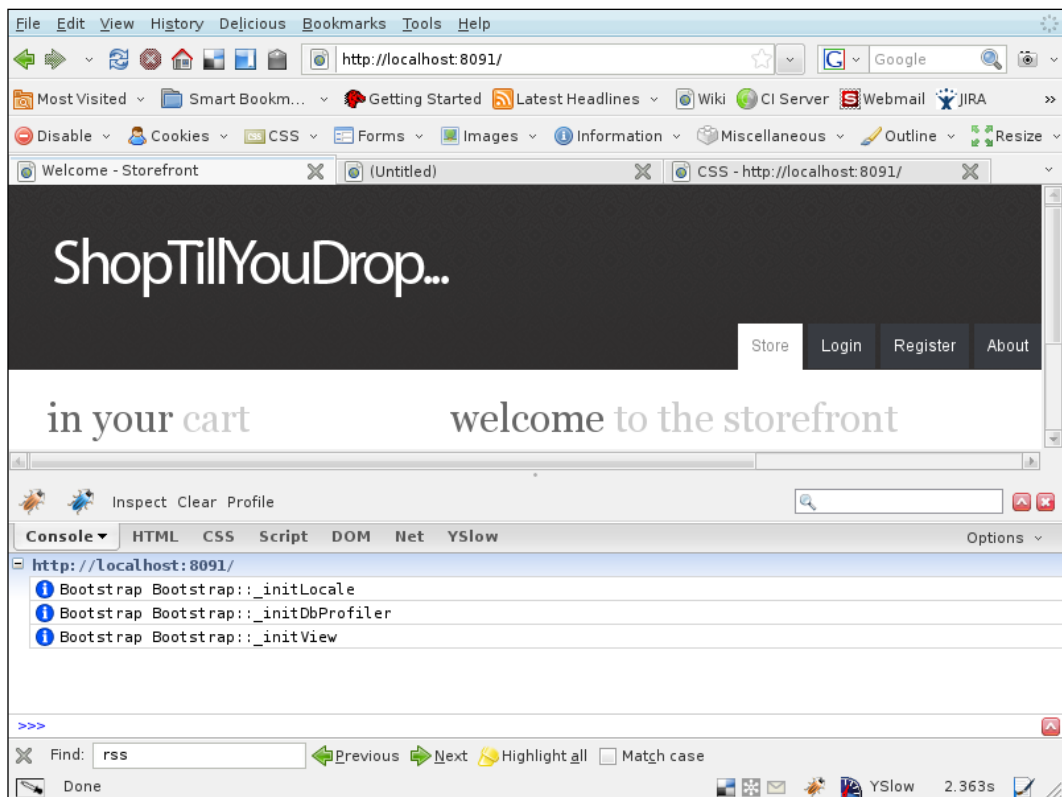 File Edit View History Delicious Bookmarks Tools Help
http://localhost:8091/ G Google
Most Visited Smart Bookm... Getting Started Latest Headlines Wiki CI Server Webmail JIRA »
Disable Cookies CSS Forms Images Information Miscellaneous Outline Resize
Welcome - Storefront (Untitled) CSS - http://localhost:8091/
ShopTillYouDrop...
Store Login Register About
in your cart welcome to the storefront
Inspect Clear Profile
Console HTML CSS Script DOM Net YSlow Options
http://localhost:8091/
Bootstrap Bootstrap::_initLocale
Bootstrap Bootstrap::_initDbProfiler
Bootstrap Bootstrap::_initView
>>>
Find: rss Previous Next Highlight all Match case
Done YSlow 2.363s